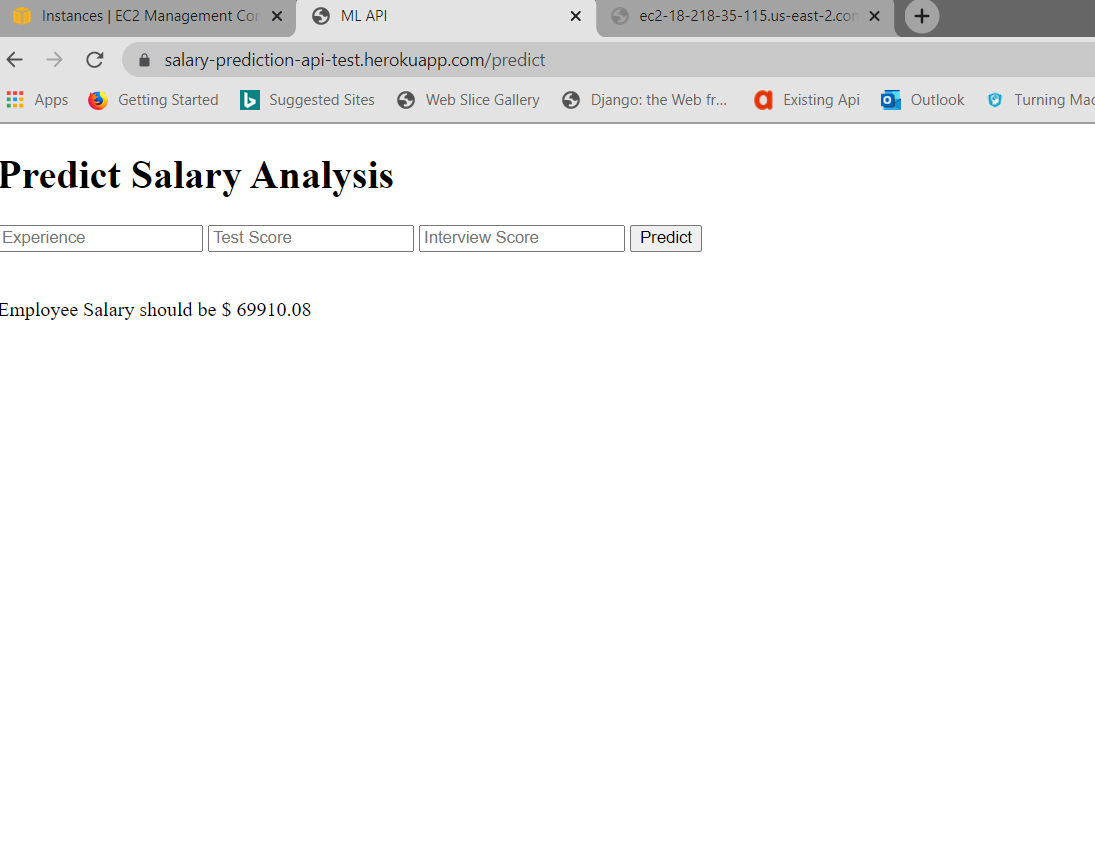 Instances | EC2 Management Con
ML API
ec2-18-218-35-115.us-east-2.com
salary-prediction-api-test.herokuapp.com/predict
Apps
Getting Started
Suggested Sites
Web Slice Gallery
Django: the Web fr...
Existing Api
Outlook
Turning Mac
Predict Salary Analysis
Experience
Test Score
Interview Score
Predict
Employee Salary should be $ 69910.08